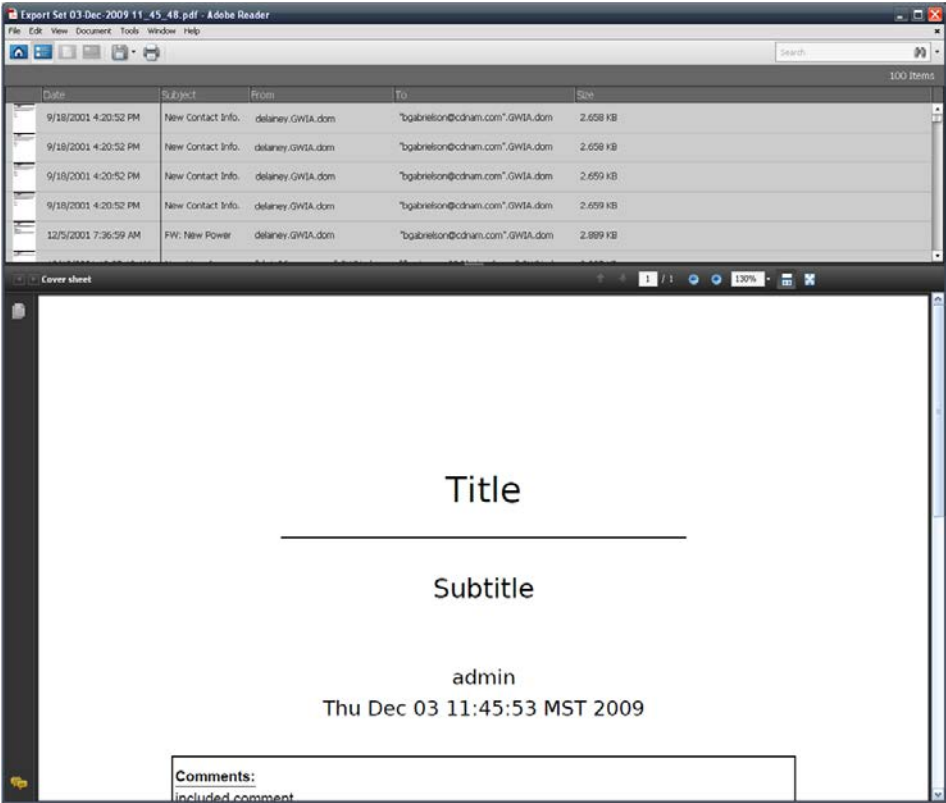 Export Set 03-Dec-2009 11_45_48.pdf - Adobe Reader
File Edit View Document Tools Window Help
Search
100 Items
Date Subject From To Size
9/18/2001 4:20:52 PM New Contact Info. delainey.GWIA.dom "bgabrielson@cdnam.com".GWIA.dom 2.658 KB
9/18/2001 4:20:52 PM New Contact Info. delainey.GWIA.dom "bgabrielson@cdnam.com".GWIA.dom 2.658 KB
9/18/2001 4:20:52 PM New Contact Info. delainey.GWIA.dom "bgabrielson@cdnam.com".GWIA.dom 2.659 KB
9/18/2001 4:20:52 PM New Contact Info. delainey.GWIA.dom "bgabrielson@cdnam.com".GWIA.dom 2.659 KB
12/5/2001 7:36:59 AM FW: New Power delainey.GWIA.dom "bgabrielson@cdnam.com".GWIA.dom 2.889 KB
Cover sheet 1 / 1 130%
Title
Subtitle
admin
Thu Dec 03 11:45:53 MST 2009
Comments:
included comment